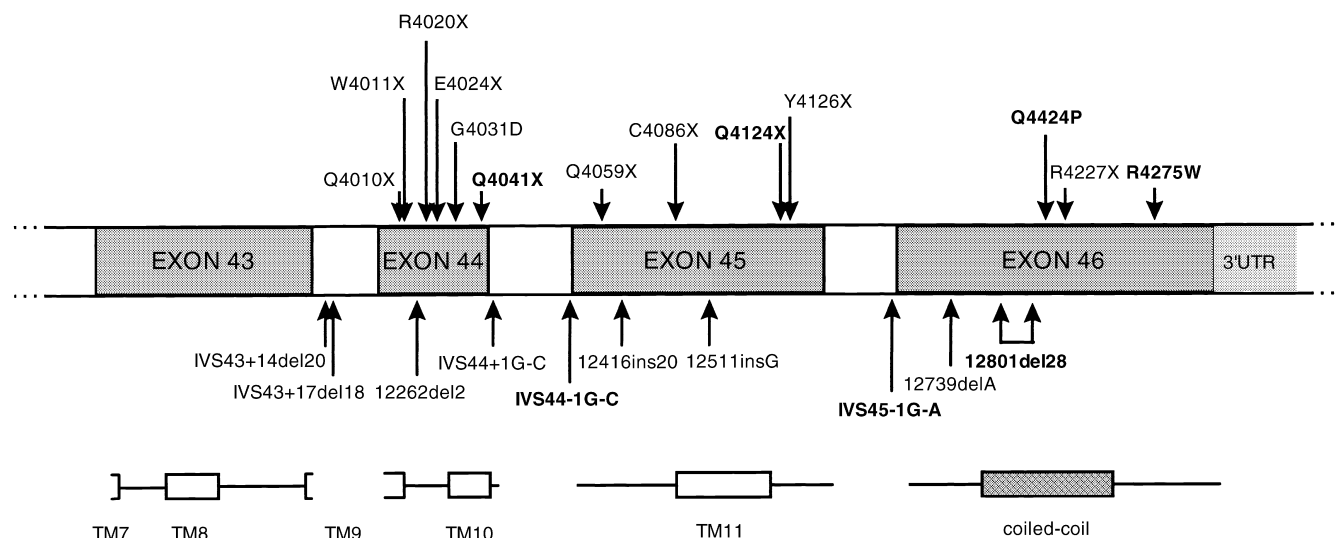 R4020X
W4011X E4024X
Y4126X
G4031D C4086X Q4124X Q4424P
Q4010X Q4041X Q4059X R4227X R4275W
EXON 43 EXON 44 EXON 45 EXON 46 3'UTR
IVS43+14del20 IVS44+1G-C 12416ins20 12511insG 12801del28
IVS43+17del18 12262del2 12739delA
IVS44-1G-C IVS45-1G-A
TM7 TM8 TM9 TM10 TM11 coiled-coil